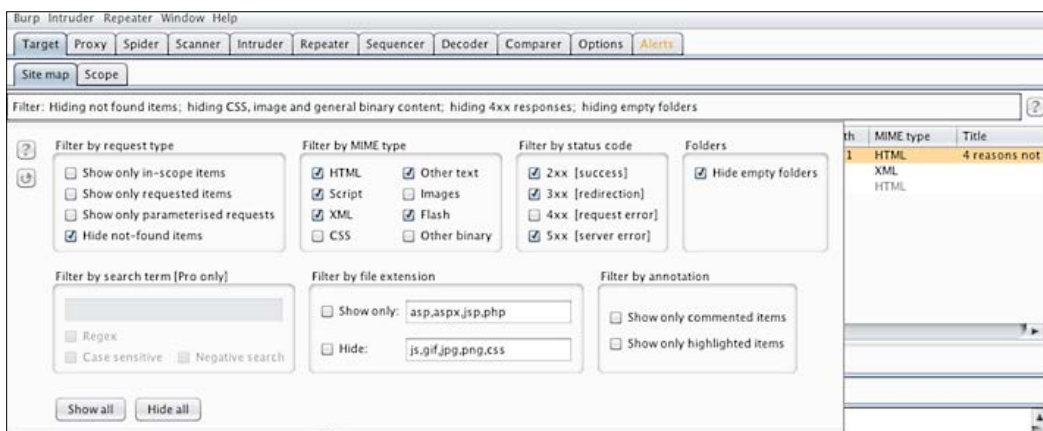 Burp Intruder Repeater Window Help
Target Proxy Spider Scanner Intruder Repeater Sequencer Decoder Comparer Options Alerts
Site map Scope
Filter: Hiding not found items; hiding CSS, image and general binary content; hiding 4xx responses; hiding empty folders ?
th MIME type Title
1 HTML 4 reasons not
XML
HTML
?
Filter by request type
Show only in-scope items
Show only requested items
Show only parameterised requests
Hide not-found items
Filter by MIME type
HTML Other text
Script Images
XML Flash
CSS Other binary
Filter by status code
2xx [success]
3xx [redirection]
4xx [request error]
5xx [server error]
Folders
Hide empty folders
Filter by search term [Pro only]
Regex
Case sensitive Negative search
Filter by file extension
Show only: asp,aspx,jsp,php
Hide: js,gif,jpg,png,css
Filter by annotation
Show only commented items
Show only highlighted items
Show all Hide all